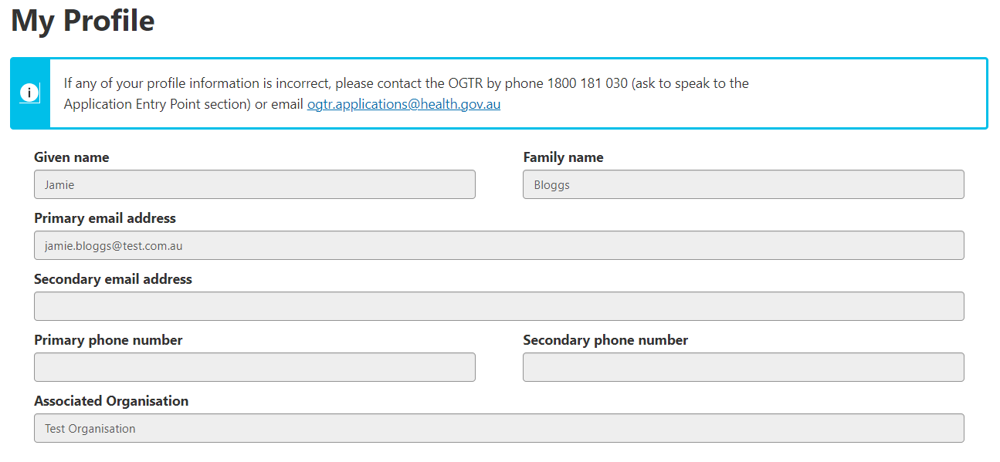 My Profile
If any of your profile information is incorrect, please contact the OGTR by phone 1800 181 030 (ask to speak to the
Application Entry Point section) or email ogtr.applications@health.gov.au
Given name
Family name
Jamie
Bloggs
Primary email address
jamie.bloggs@test.com.au
Secondary email address
Primary phone number
Secondary phone number
Associated Organisation
Test Organisation